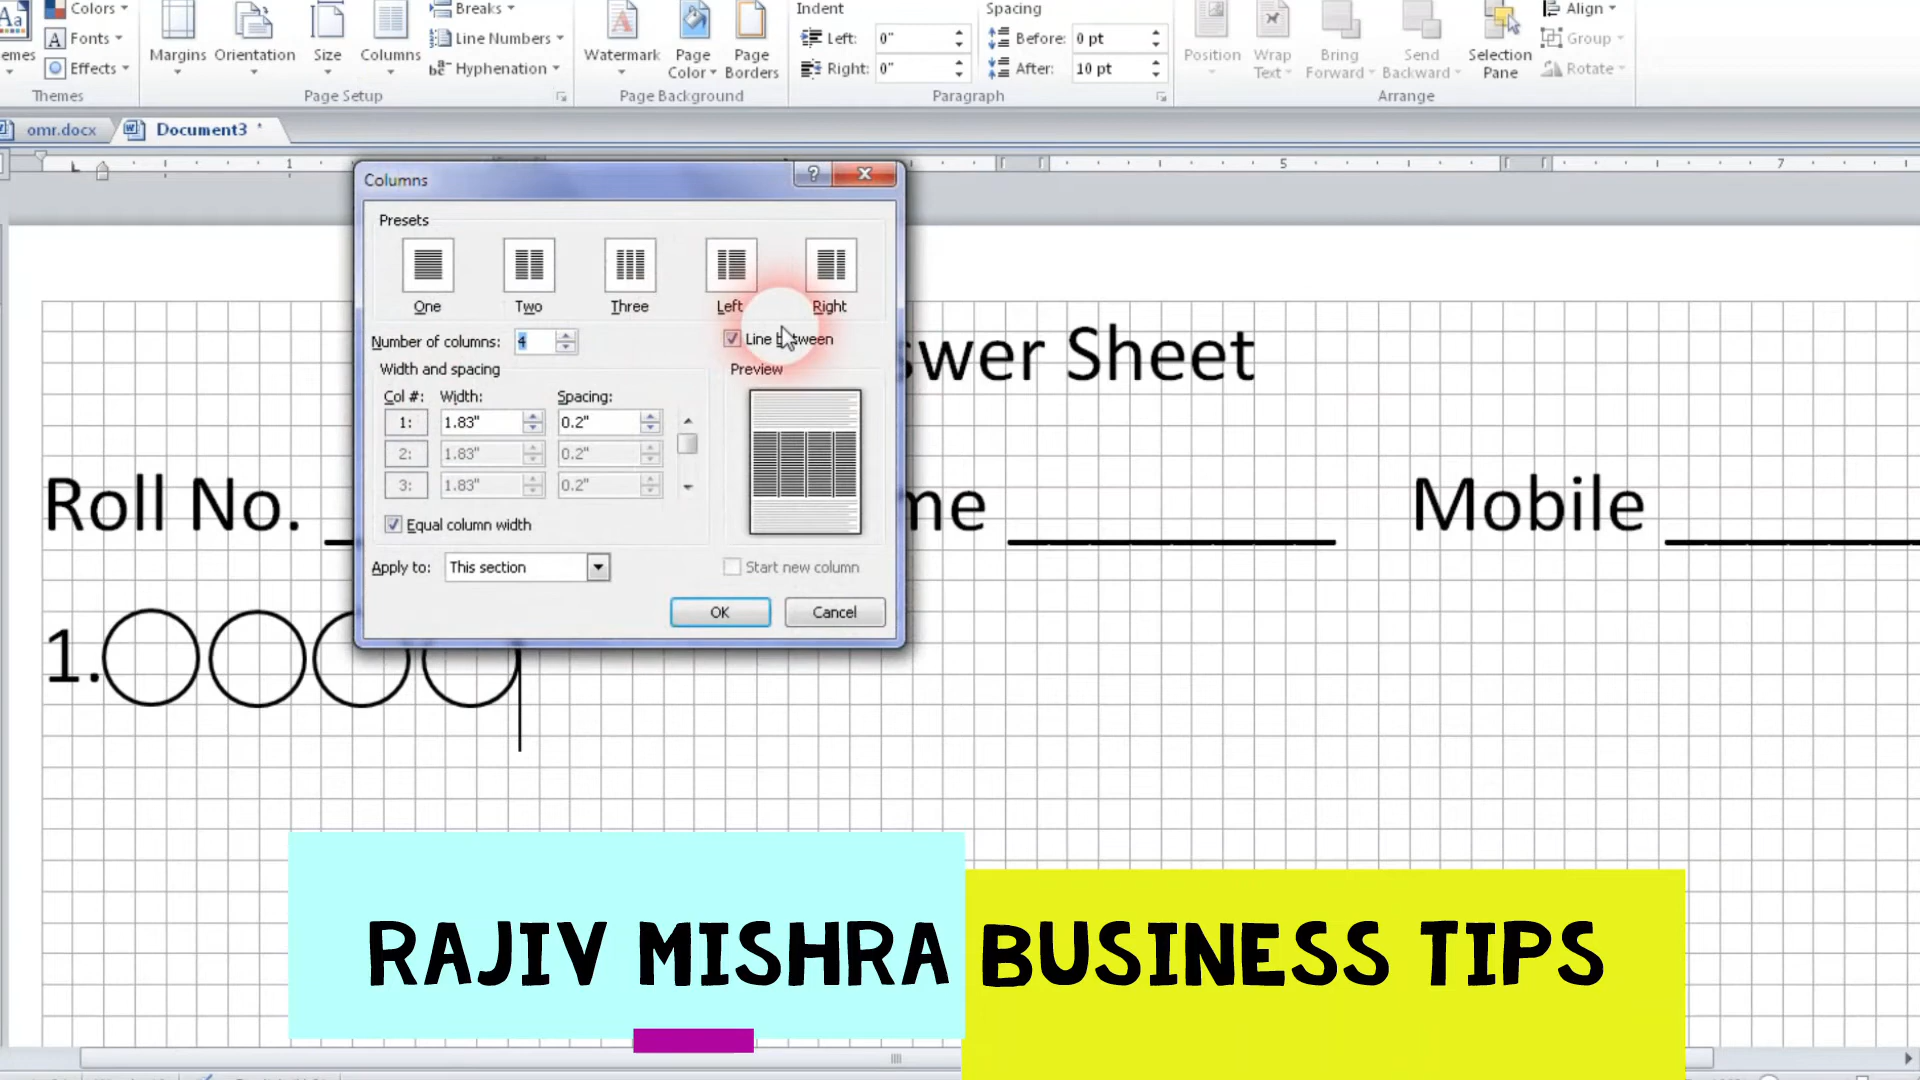 Colors Breaks Indent Spacing Align
Fonts Line Numbers Left: 0" Before: 0 pt Group
Margins Orientation Size Columns Watermark Page Color Page Borders Position Wrap Text Bring Forward Send Backward Selection Pane
Effects Hyphenation Right: 0" After: 10 pt Rotate
Themes Page Setup Page Background Paragraph Arrange
omr.docx Document3 *
1 5 7
Columns ?
Presets
One Two Three Left Right
Number of columns: 4 Line between
Width and spacing Preview
Col #: Width: Spacing:
1: 1.83" 0.2"
2: 1.83" 0.2"
3: 1.83" 0.2"
Equal column width
Apply to: This section Start new column
OK Cancel
Sheet
Roll No. Mobile
1.
RAJIV MISHRA BUSINESS TIPS